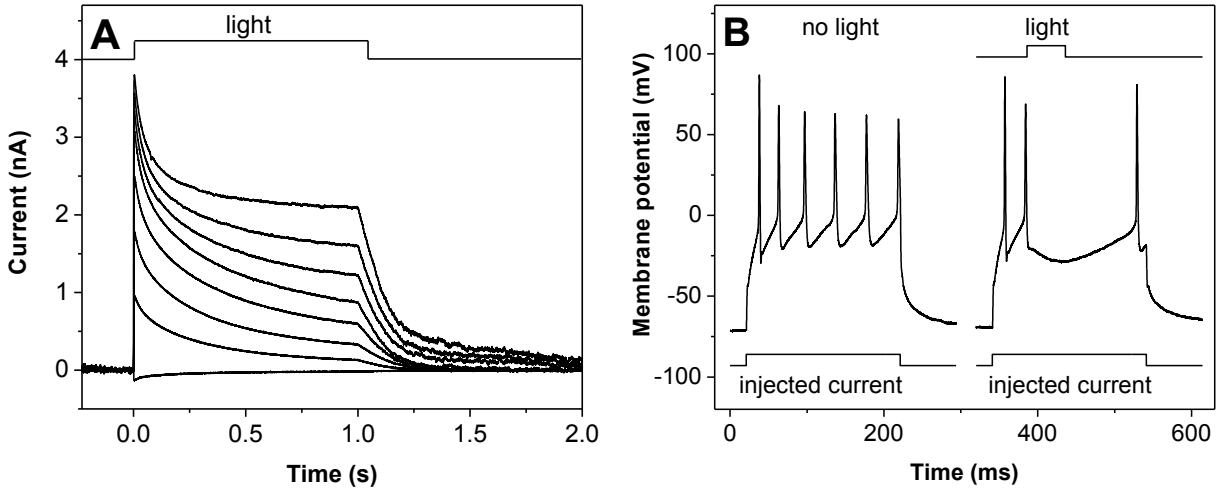 A
light
4
3
2
1
0
Current (nA)
0.0 0.5 1.0 1.5 2.0
Time (s)
B
no light light
100
50
0
-50
-100
Membrane potential (mV)
injected current injected current
0 200 400 600
Time (ms)